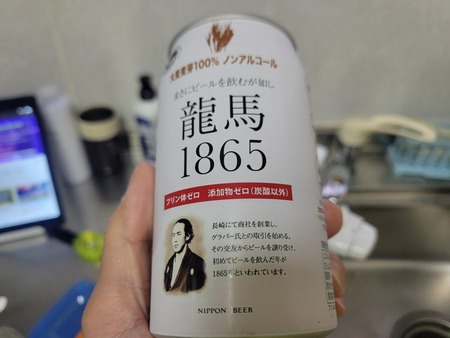 大麦麦芽100% ノンアルコール
まさにビールを飲むが如し
龍馬
1865
プリン体ゼロ 添加物ゼロ(炭酸以外)
長崎にて商社を創業し、
グラバー氏との取引を始める。
その交友からビールを譲り受け、
初めてビールを飲んだ年が
1865年といわれています。
NIPPON BEER